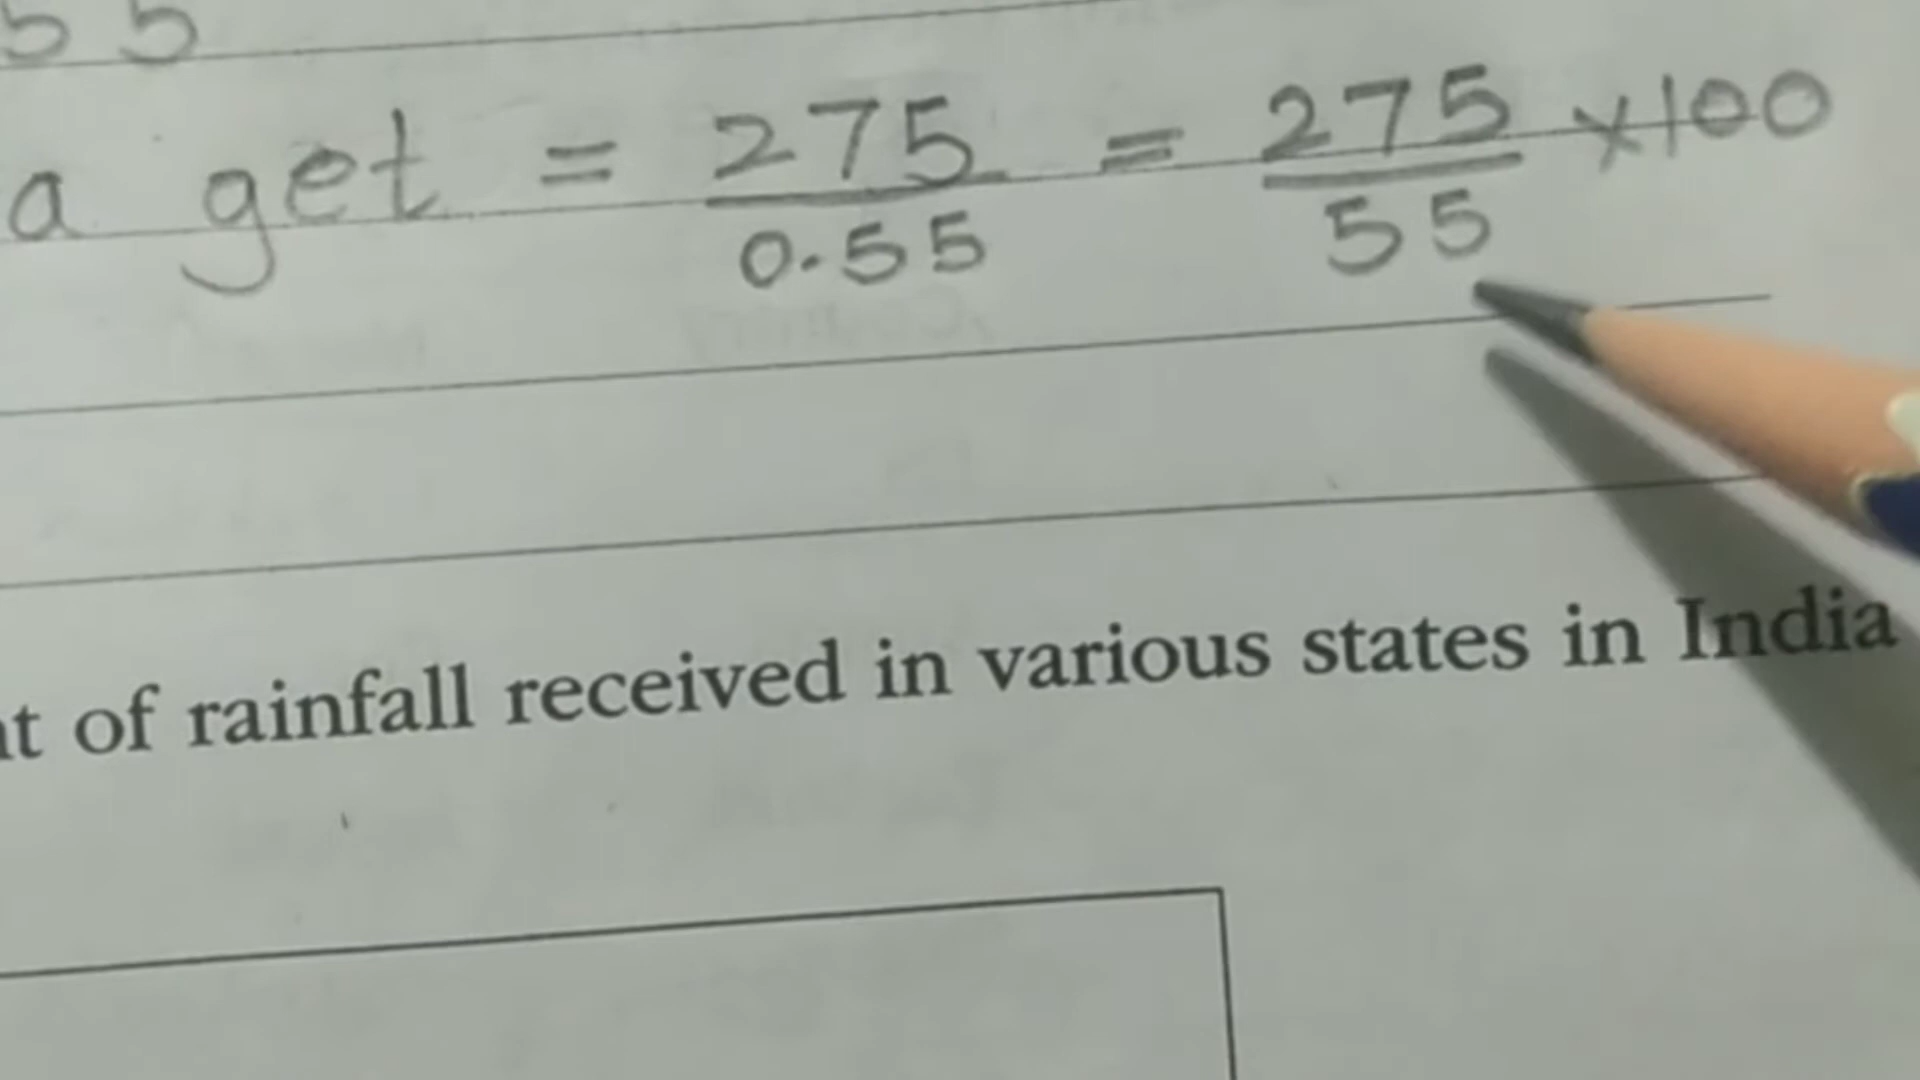 55
a get = 275/0.55 = 275/55 ×100
of rainfall received in various states in India